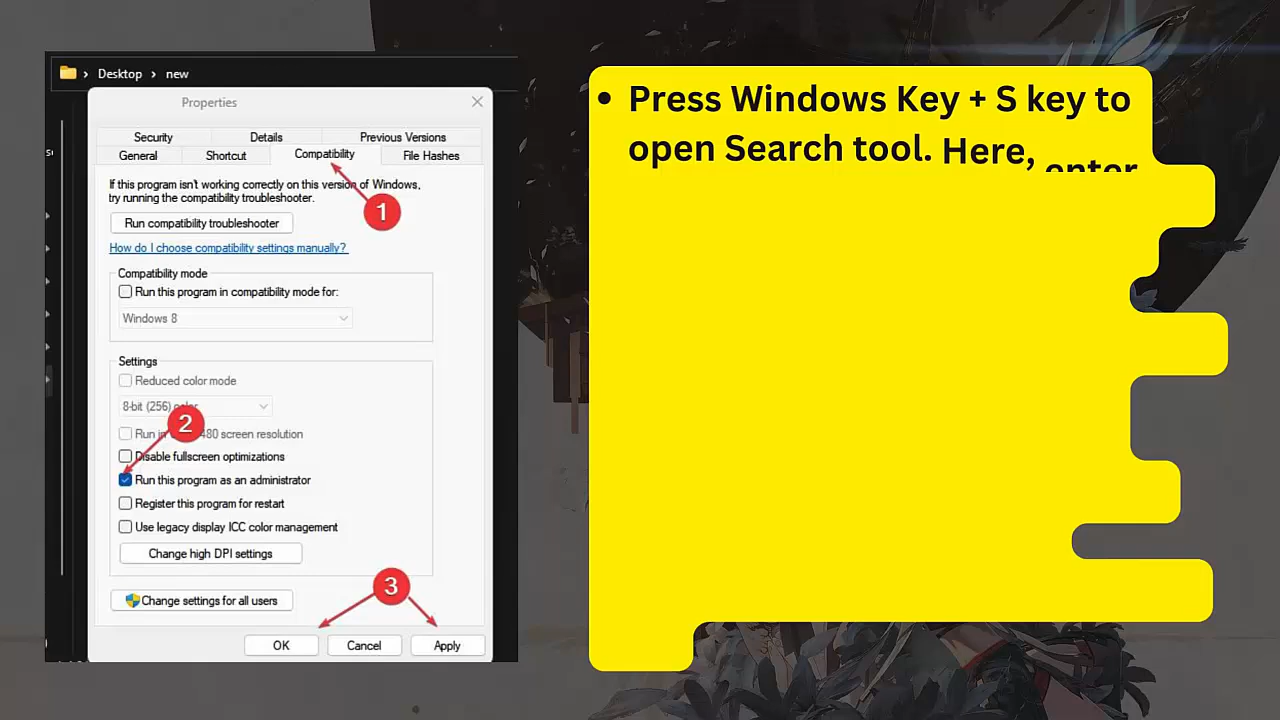 Desktop > new
Properties
Security Details Previous Versions
General Shortcut Compatibility File Hashes
If this program isn't working correctly on this version of Windows,
try running the compatibility troubleshooter.
1
Run compatibility troubleshooter
How do I choose compatibility settings manually?
Compatibility mode
Run this program in compatibility mode for:
Windows 8
Settings
Reduced color mode
8-bit (256) color
2
Run in 480 screen resolution
Disable fullscreen optimizations
Run this program as an administrator
Register this program for restart
Use legacy display ICC color management
Change high DPI settings
3
Change settings for all users
OK Cancel Apply
• Press Windows Key + S key to
open Search tool. Here, enter